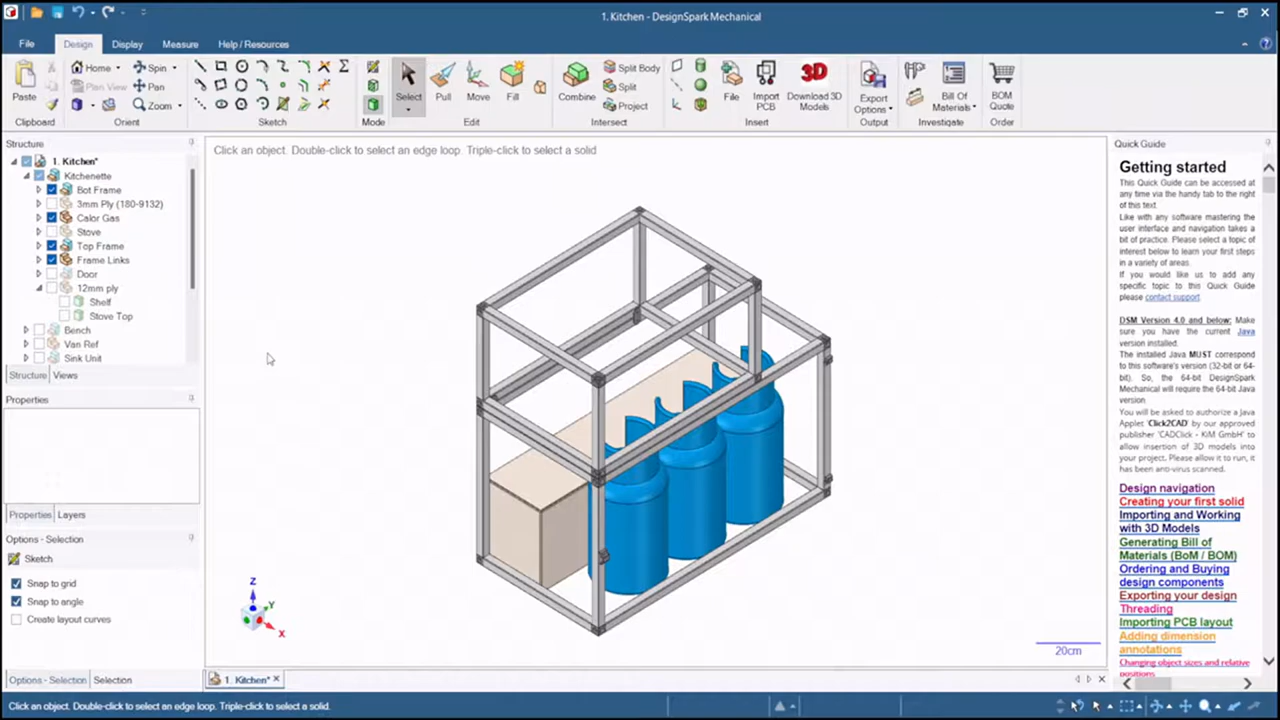 1. Kitchen - DesignSpark Mechanical
File
Design
Display
Measure
Help / Resources
Paste
Clipboard
Home
Spin
Plan View
Pan
Zoom
Orient
Sketch
Mode
Select
Pull
Move
Fill
Edit
Combine
Split Body
Split
Project
Intersect
File
Import
PCB
3D
Download 3D
Models
Insert
Export
Options
Output
Bill Of
Materials
Investigate
BOM
Quote
Order
Structure
1. Kitchen*
Kitchenette
Bot Frame
3mm Ply (180-9132)
Calor Gas
Stove
Top Frame
Frame Links
Door
12mm ply
Shelf
Stove Top
Bench
Van Ref
Sink Unit
Structure
Views
Properties
Properties
Layers
Options - Selection
Sketch
Snap to grid
Snap to angle
Create layout curves
Options - Selection
Selection
Click an object. Double-click to select an edge loop. Triple-click to select a solid
Z
Y
X
20cm
1. Kitchen*
Quick Guide
Getting started
This Quick Guide can be accessed at
any time via the handy tab to the right
of this text.
Like with any software mastering the
user interface and navigation takes a
bit of practice. Please select a topic of
interest below to learn your first steps
in a variety of areas.
If you would like us to add any
specific topic to this Quick Guide
please contact support.
DSM Version 4.0 and below: Make
sure you have the current Java
version installed.
The installed Java MUST correspond
to this software's version (32-bit or 64-
bit). So, the 64-bit DesignSpark
Mechanical will require the 64-bit Java
version
You will be asked to authorize a Java
Applet 'Click2CAD' by our approved
publisher 'CADClick - KiM GmbH' to
allow insertion of 3D models into
your project. Please allow it to run, it
has been anti-virus scanned.
Design navigation
Creating your first solid
Importing and Working
with 3D Models
Generating Bill of
Materials (BoM / BOM)
Ordering and Buying
design components
Exporting your design
Threading
Importing PCB layout
Adding dimension
annotations
Changing object sizes and relative
positions
Click an object. Double-click to select an edge loop. Triple-click to select a solid.